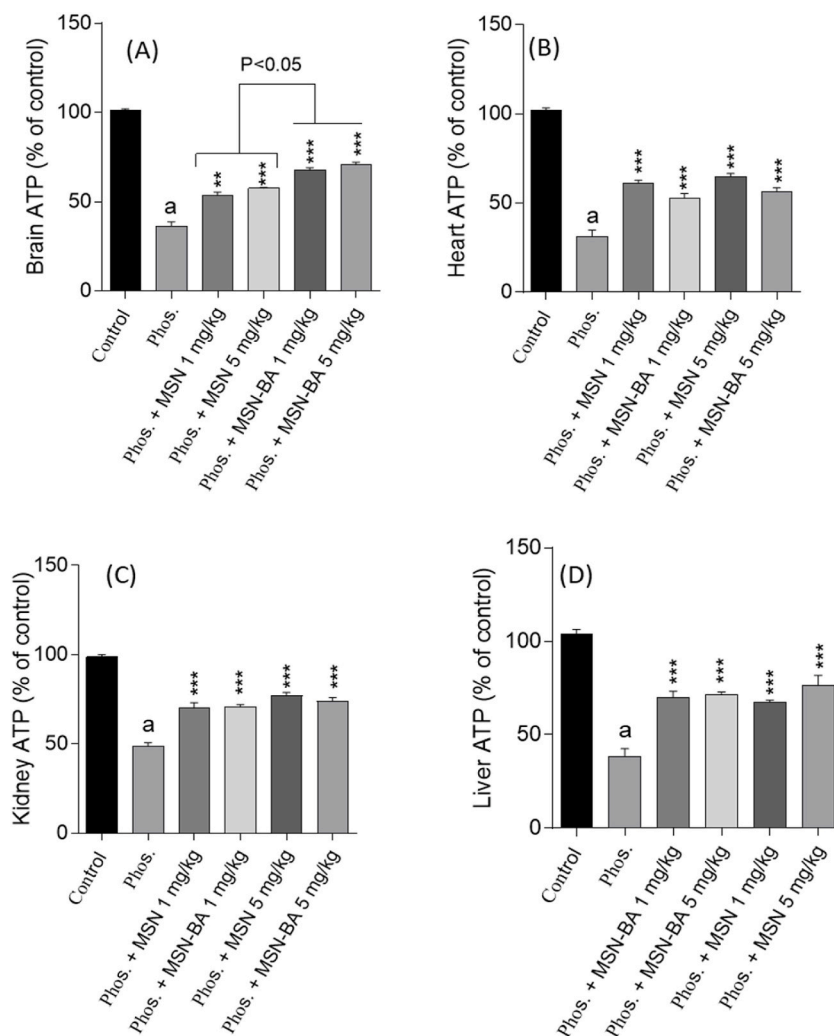 (A)
Brain ATP (% of control)
150
100
50
0
P<0.05
a
**
***
***
***
Control
Phos.
Phos. + MSN 1 mg/kg
Phos. + MSN 5 mg/kg
Phos. + MSN-BA 1 mg/kg
Phos. + MSN-BA 5 mg/kg
(B)
Heart ATP (% of control)
150
100
50
0
a
***
***
***
***
Control
Phos.
Phos. + MSN 1 mg/kg
Phos. + MSN-BA 1 mg/kg
Phos. + MSN 5 mg/kg
Phos. + MSN-BA 5 mg/kg
(C)
Kidney ATP (% of control)
150
100
50
0
a
***
***
***
***
Control
Phos.
Phos. + MSN 1 mg/kg
Phos. + MSN-BA 1 mg/kg
Phos. + MSN 5 mg/kg
Phos. + MSN-BA 5 mg/kg
(D)
Liver ATP (% of control)
150
100
50
0
a
***
***
***
***
Control
Phos.
Phos. + MSN-BA 1 mg/kg
Phos. + MSN-BA 5 mg/kg
Phos. + MSN 1 mg/kg
Phos. + MSN 5 mg/kg